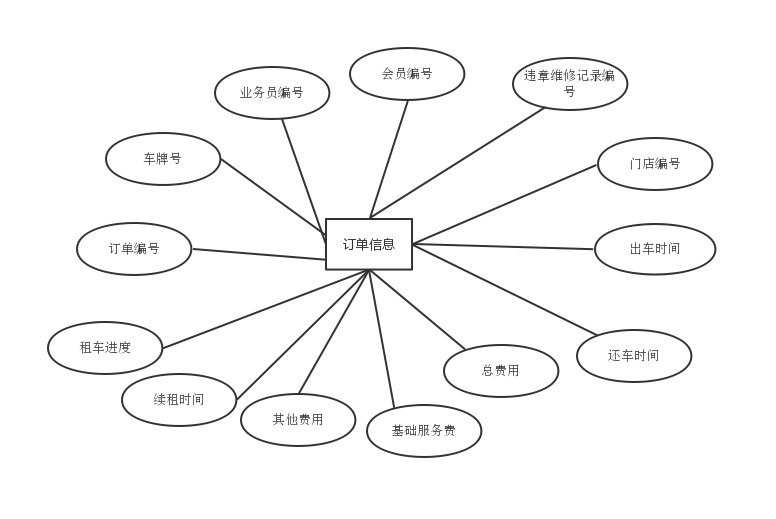 会员编号
业务员编号
违章维修记录编
号
车牌号
门店编号
订单信息
订单编号
出车时间
租车进度
还车时间
总费用
续租时间
其他费用
基础服务费